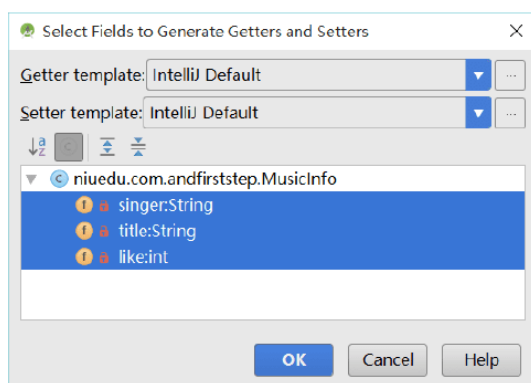 Select Fields to Generate Getters and Setters
Getter template: IntelliJ Default
Setter template: IntelliJ Default
niuedu.com.andfirststep.MusicInfo
singer:String
title:String
like:int
OK Cancel Help